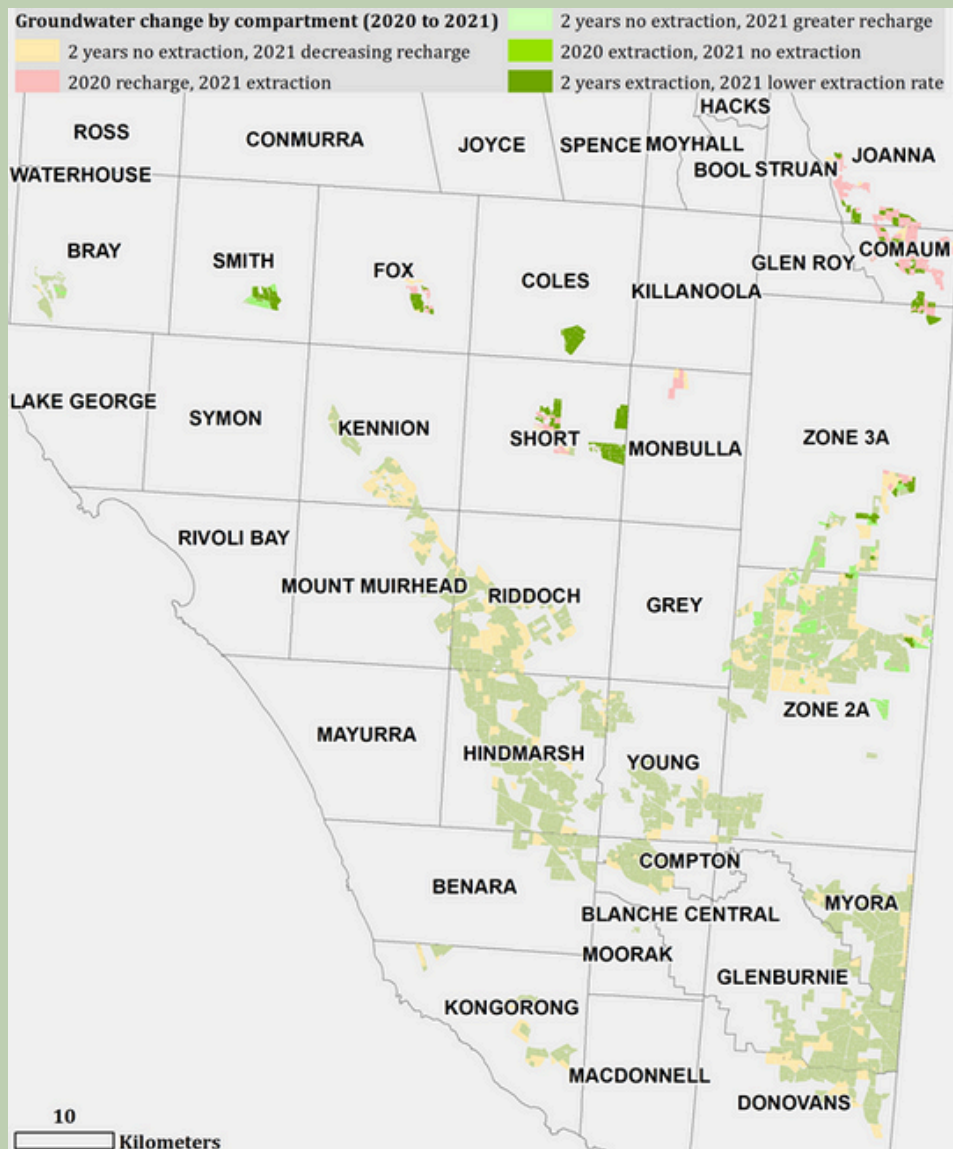 Groundwater change by compartment (2020 to 2021)
2 years no extraction, 2021 decreasing recharge
2020 recharge, 2021 extraction
2 years no extraction, 2021 greater recharge
2020 extraction, 2021 no extraction
2 years extraction, 2021 lower extraction rate
HACKS
ROSS
CONMURRA
JOYCE
SPENCE
MOYHALL
JOANNA
WATERHOUSE
BOOL
STRUAN
BRAY
SMITH
FOX
COLES
KILLANOOLA
GLEN ROY
COMAUM
LAKE GEORGE
SYMON
KENNION
SHORT
MONBULLA
ZONE 3A
RIVOLI BAY
MOUNT MUIRHEAD
RIDDOCH
GREY
ZONE 2A
MAYURRA
HINDMARSH
YOUNG
BENARA
COMPTON
MYORA
BLANCHE CENTRAL
MOORAK
GLENBURNIE
KONGORONG
MACDONNELL
DONOVANS
10
Kilometers